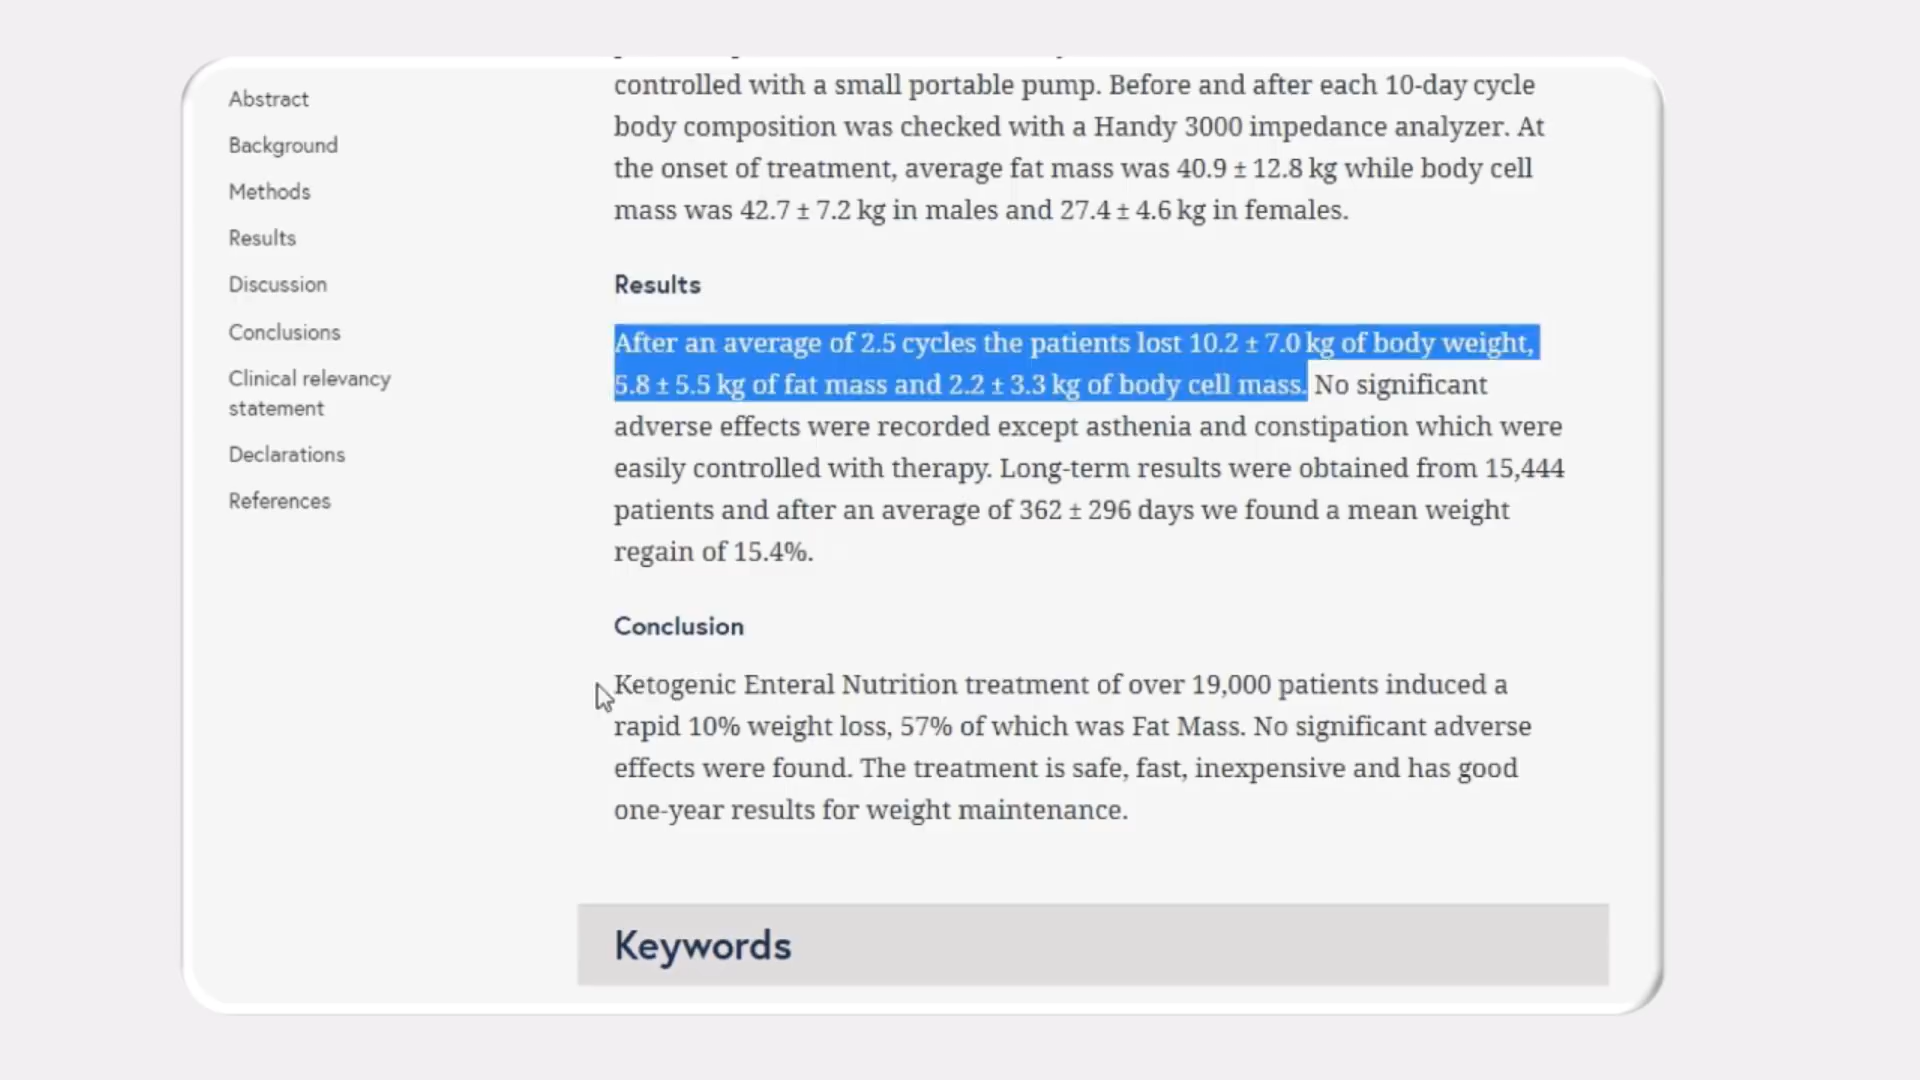 Abstract
Background
Methods
Results
Discussion
Conclusions
Clinical relevancy
statement
Declarations
References
controlled with a small portable pump. Before and after each 10-day cycle
body composition was checked with a Handy 3000 impedance analyzer. At
the onset of treatment, average fat mass was 40.9 ± 12.8 kg while body cell
mass was 42.7 ± 7.2 kg in males and 27.4 ± 4.6 kg in females.
Results
After an average of 2.5 cycles the patients lost 10.2 ± 7.0 kg of body weight,
5.8 ± 5.5 kg of fat mass and 2.2 ± 3.3 kg of body cell mass. No significant
adverse effects were recorded except asthenia and constipation which were
easily controlled with therapy. Long-term results were obtained from 15,444
patients and after an average of 362 ± 296 days we found a mean weight
regain of 15.4%.
Conclusion
Ketogenic Enteral Nutrition treatment of over 19,000 patients induced a
rapid 10% weight loss, 57% of which was Fat Mass. No significant adverse
effects were found. The treatment is safe, fast, inexpensive and has good
one-year results for weight maintenance.
Keywords